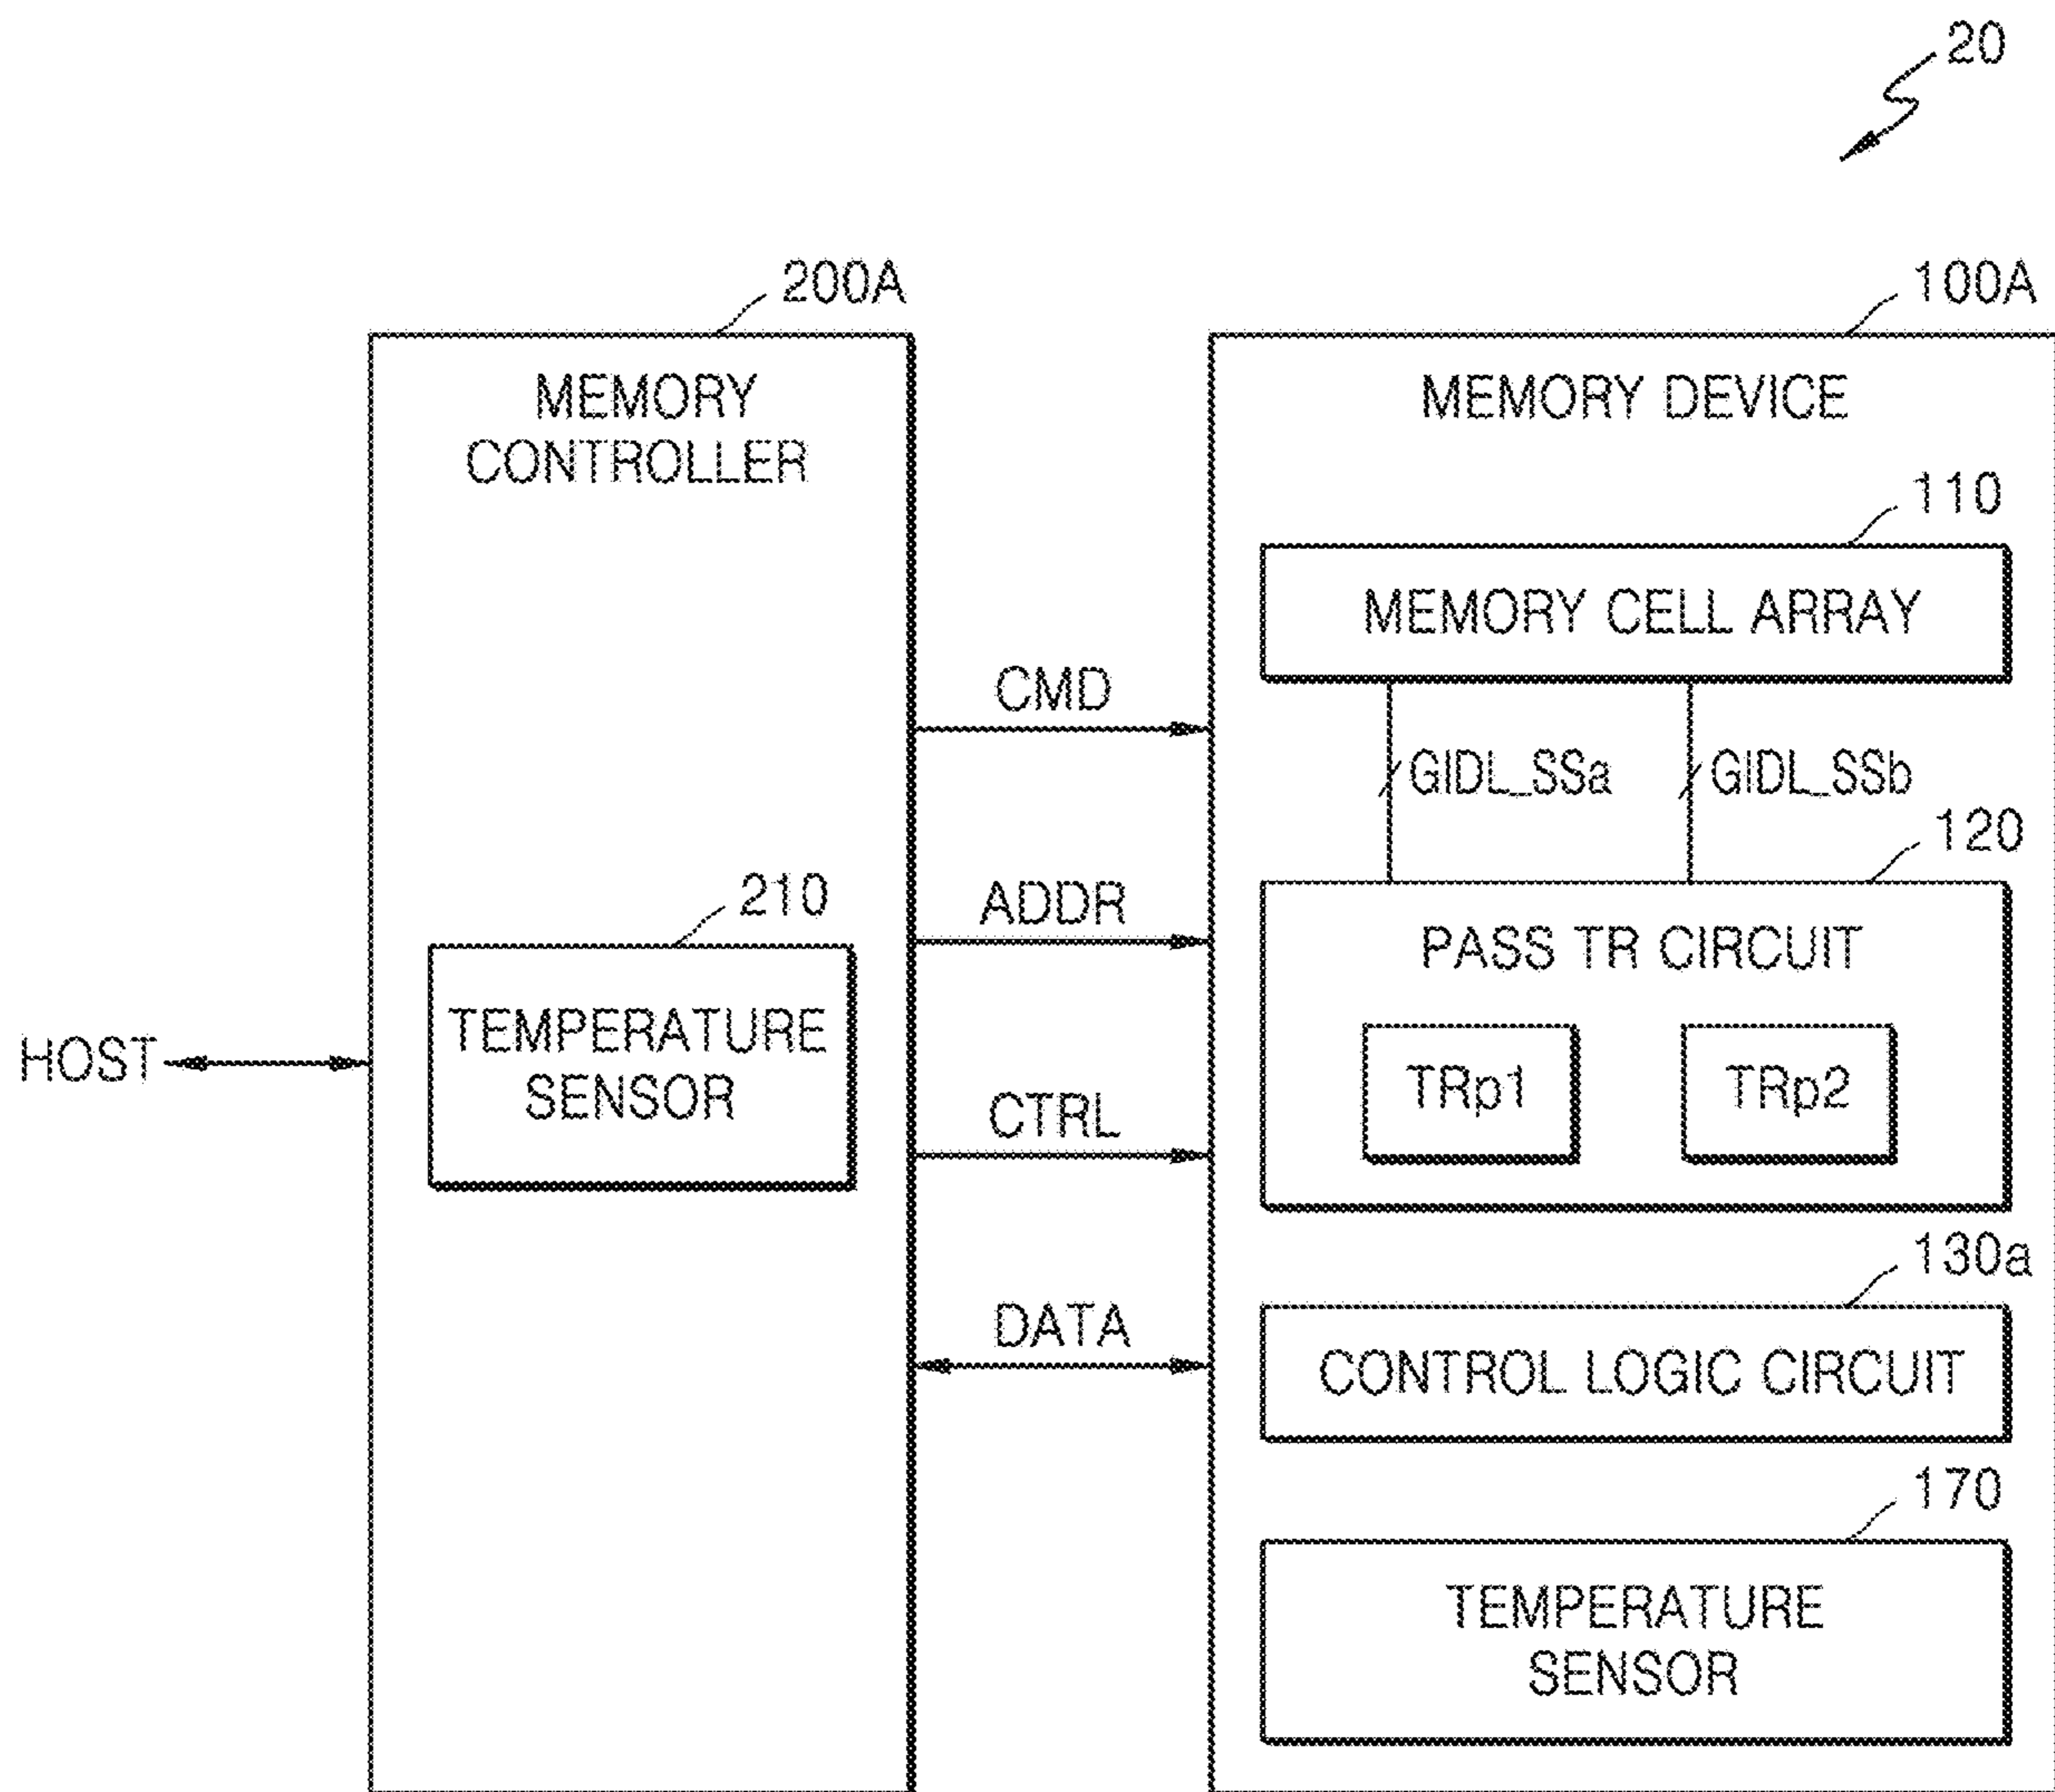 20
200A
100A
MEMORY
CONTROLLER
MEMORY DEVICE
110
MEMORY CELL ARRAY
CMD
GIDL_SSa
GIDL_SSb
120
210
ADDR
PASS TR CIRCUIT
TEMPERATURE
SENSOR
HOST
TRp1
TRp2
CTRL
130a
DATA
CONTROL LOGIC CIRCUIT
170
TEMPERATURE
SENSOR